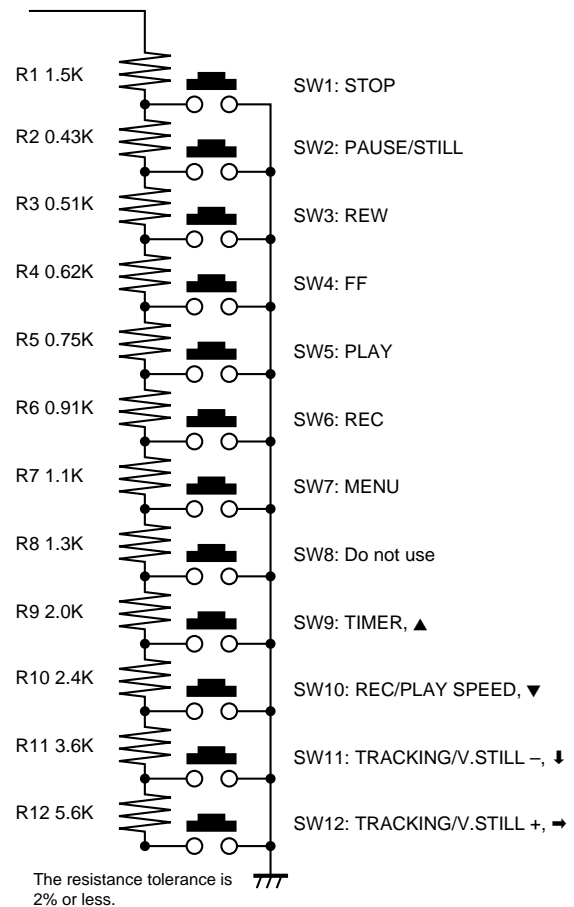 R1 1.5K
SW1: STOP
R2 0.43K
SW2: PAUSE/STILL
R3 0.51K
SW3: REW
R4 0.62K
SW4: FF
R5 0.75K
SW5: PLAY
R6 0.91K
SW6: REC
R7 1.1K
SW7: MENU
R8 1.3K
SW8: Do not use
R9 2.0K
SW9: TIMER, ▲
R10 2.4K
SW10: REC/PLAY SPEED, ▼
R11 3.6K
SW11: TRACKING/V.STILL –, ⬇
R12 5.6K
SW12: TRACKING/V.STILL +, ➡
The resistance tolerance is
2% or less.